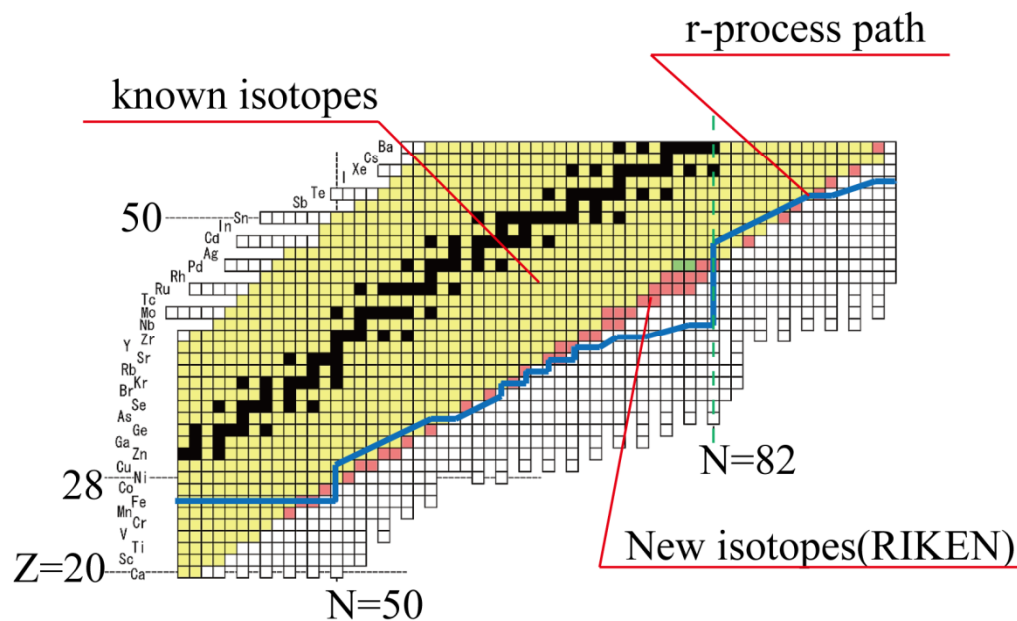 r-process path
known isotopes
Ba
Cs
Xe
I
Te
Sb
50
Sn
In
Cd
Ag
Pd
Rh
Ru
Tc
Mo
Nb
Zr
Y
Sr
Rb
Kr
Br
Se
As
Ge
Ga
Zn
N=82
Cu
28
Ni
Co
Fe
Mn
Cr
V
New isotopes(RIKEN)
Ti
Sc
Z=20
Ca
N=50